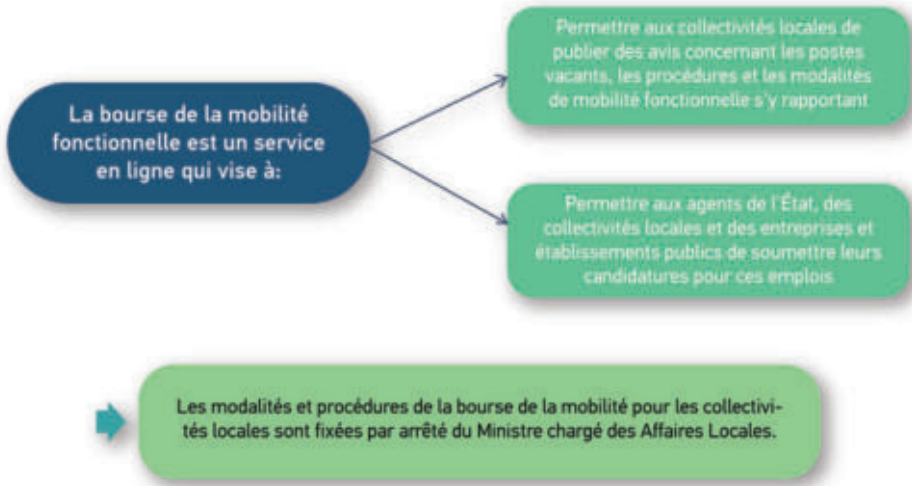 La bourse de la mobilité
fonctionnelle est un service
en ligne qui vise à:
Permettre aux collectivités locales de
publier des avis concernant les postes
vacants, les procédures et les modalités
de mobilité fonctionnelle s'y rapportant
Permettre aux agents de l'État, des
collectivités locales et des entreprises et
établissements publics de soumettre leurs
candidatures pour ces emplois
Les modalités et procédures de la bourse de la mobilité pour les collectivi-
tés locales sont fixées par arrêté du Ministre chargé des Affaires Locales.